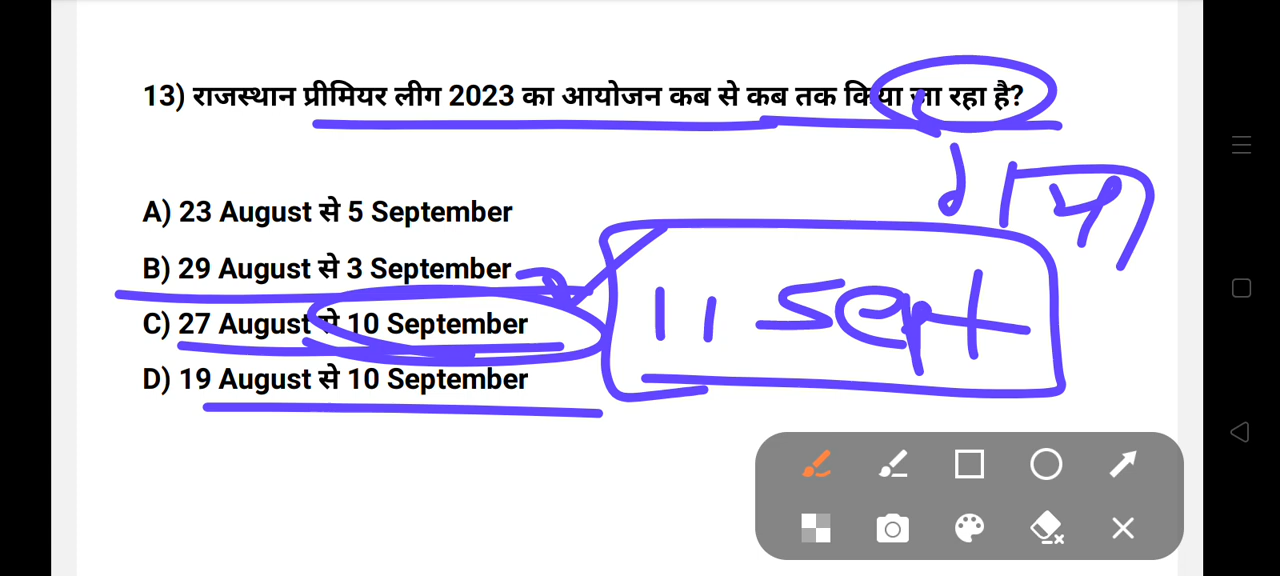 13) राजस्थान प्रीमियर लीग 2023 का आयोजन कब से कब तक किया जा रहा है?
A) 23 August से 5 September
B) 29 August से 3 September
C) 27 August से 10 September
D) 19 August से 10 September
11 Sept